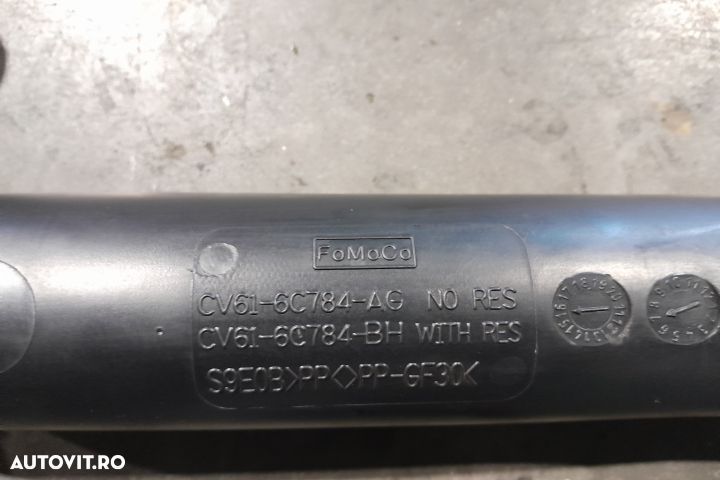 FoMoCo
CV61-6C784-AG NO RES
CV61-6C784-BH WITH RES
S9E0B>PP<>PP-GF30<
AUTOVIT.RO